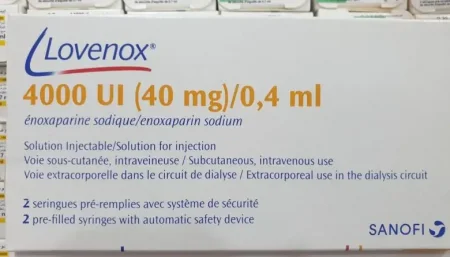 Lovenox®
4000 UI (40 mg)/0,4 ml
énoxaparine sodique/enoxaparin sodium
Solution Injectable/Solution for injection
Voie sous-cutanée, intraveineuse / Subcutaneous, intravenous use
Voie extracorporelle dans le circuit de dialyse / Extracorporeal use in the dialysis circuit
2 seringues pré-remplies avec système de sécurité
2 pre-filled syringes with automatic safety device
SANOFI